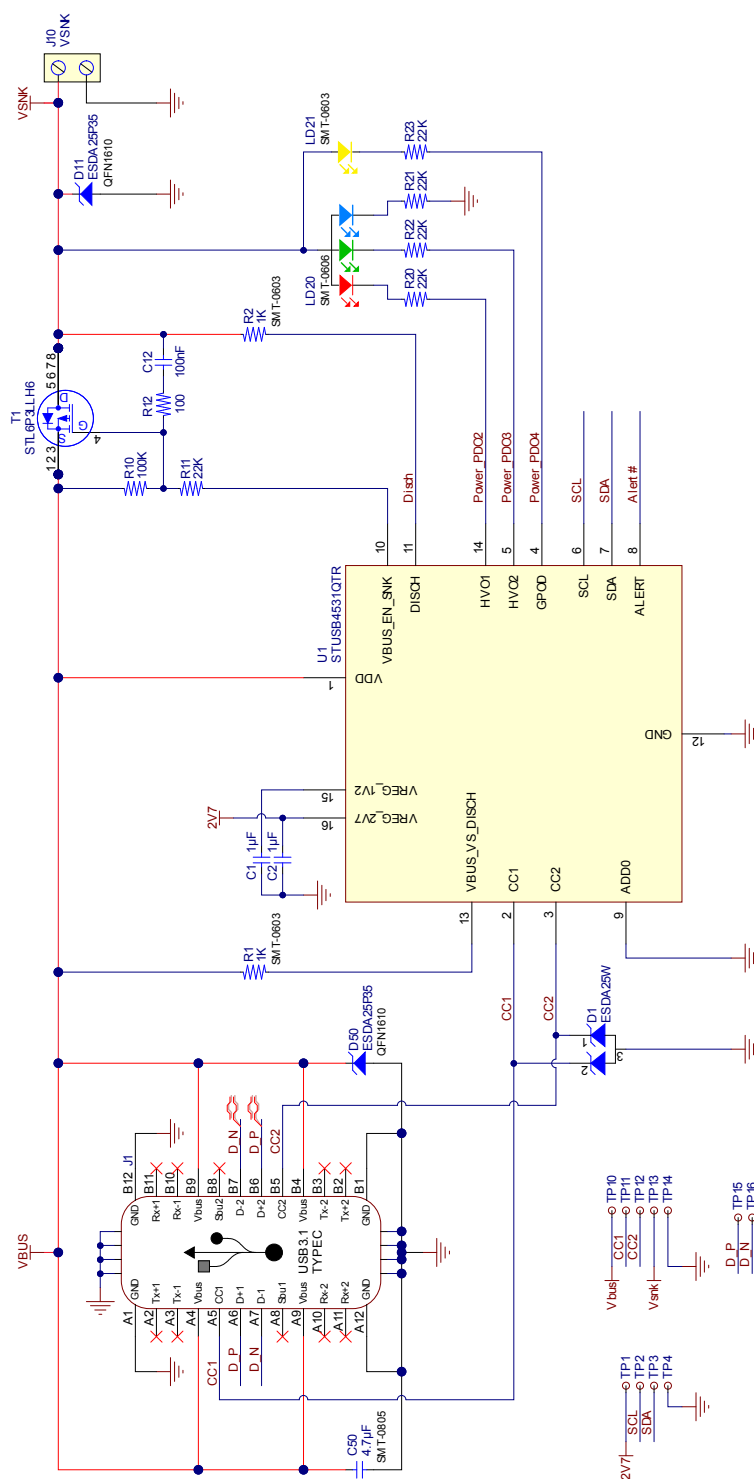 VBUS
J1
USB3.1
TYPEC
A1 GND
A2 Tx+1
A3 Tx-1
A4 Vbus
A5 CC1
A6 D+1
A7 D-1
A8 Sbu1
A9 Vbus
A10 Rx-2
A11 Rx+2
A12 GND
B12 GND
B11 Rx+1
B10 Rx-1
B9 Vbus
B8 Sbu2
B7 D-2
B6 D+2
B5 CC2
B4 Vbus
B3 Tx-2
B2 Tx+2
B1 GND
CC1
D_P
D_N
D_N
D_P
CC2
C50
4.7µF
SMT-0805
D50
ESDA25P35
QFN1610
R1
1K
SMT-0603
C1 1µF
C2 1µF
2V7
CC1
CC2
D1
ESDA25W
1
2
3
U1
STUSB4531QTR
VDD 1
VREG_1V2 15
VREG_2V7 16
VBUS_VS_DISCH 13
CC1 2
CC2 3
ADD0 9
GND 12
VBUS_EN_SNK 10
DISCH 11
HVO1 14
HVO2 5
GPOD 4
SCL 6
SDA 7
ALERT 8
Disch
Power_PDO2
Power_PDO3
Power_PDO4
SCL
SDA
Alert#
T1
STL6P3LLH6
1 2 3
5 6 7 8
4
S
G
D
R10
100K
R11
22K
R12
100
C12
100nF
R2
1K
SMT-0603
LD20
SMT-0606
LD21
SMT-0603
R20
22K
R22
22K
R21
22K
R23
22K
D11
ESDA25P35
QFN1610
VSNK
J10
VSNK
2V7
SCL
SDA
TP1
TP2
TP3
TP4
Vbus
CC1
CC2
Vsnk
TP10
TP11
TP12
TP13
TP14
D_P
D_N
TP15
TP16